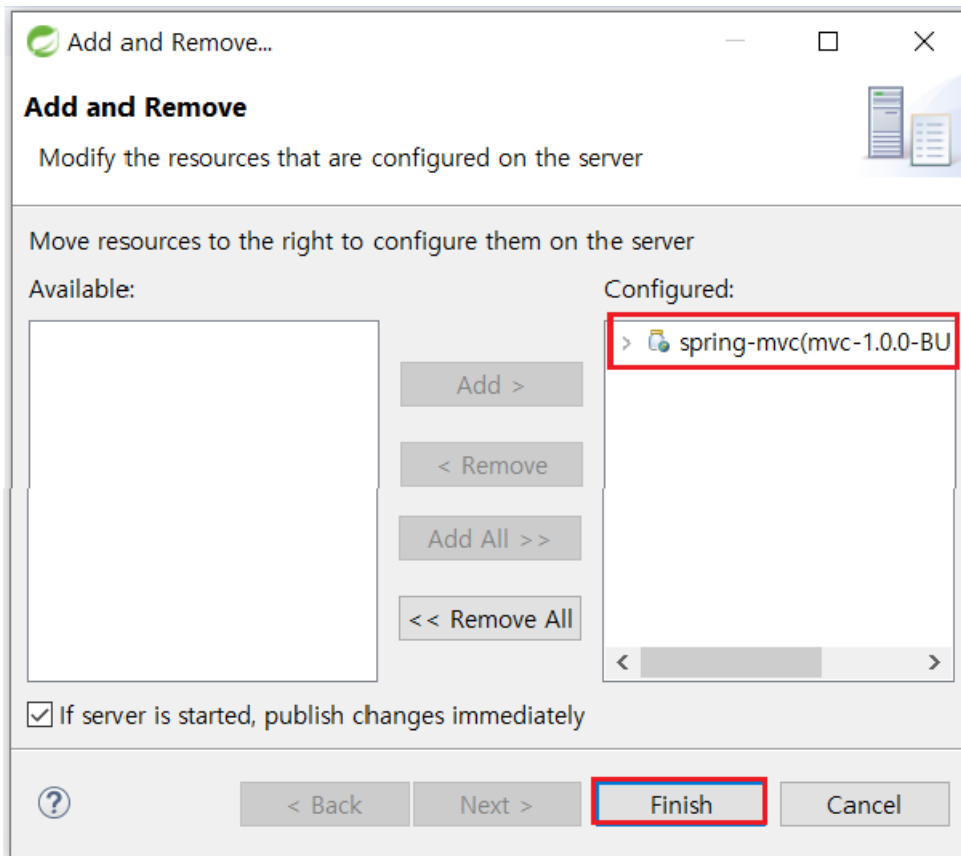 Add and Remove...
Add and Remove
Modify the resources that are configured on the server
Move resources to the right to configure them on the server
Available:
Configured:
spring-mvc(mvc-1.0.0-BU
Add >
< Remove
Add All >>
<< Remove All
If server is started, publish changes immediately
?
< Back
Next >
Finish
Cancel